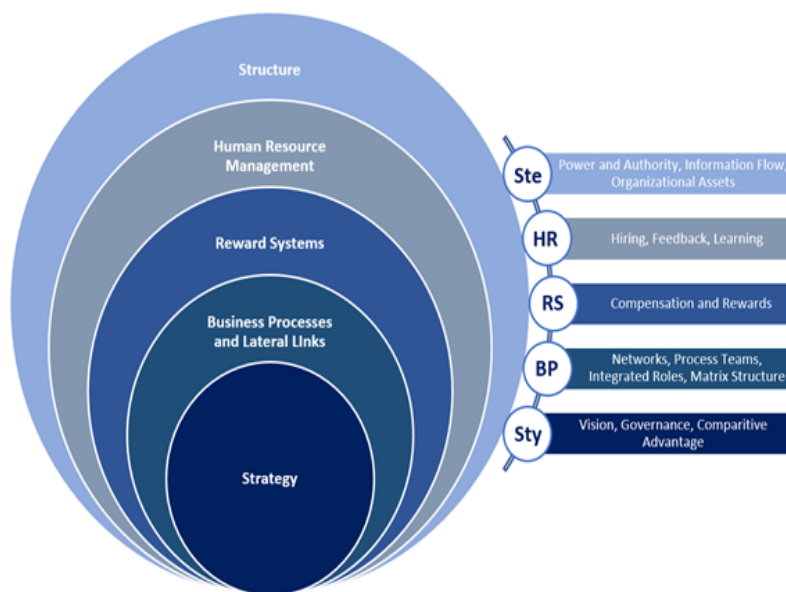 Structure
Human Resource
Management
Reward Systems
Business Processes
and Lateral LInks
Strategy
Ste
Power and Authority, Information Flow,
Organizational Assets
HR
Hiring, Feedback, Learning
RS
Compensation and Rewards
BP
Networks, Process Teams,
Integrated Roles, Matrix Structure
Sty
Vision, Governance, Comparitive
Advantage